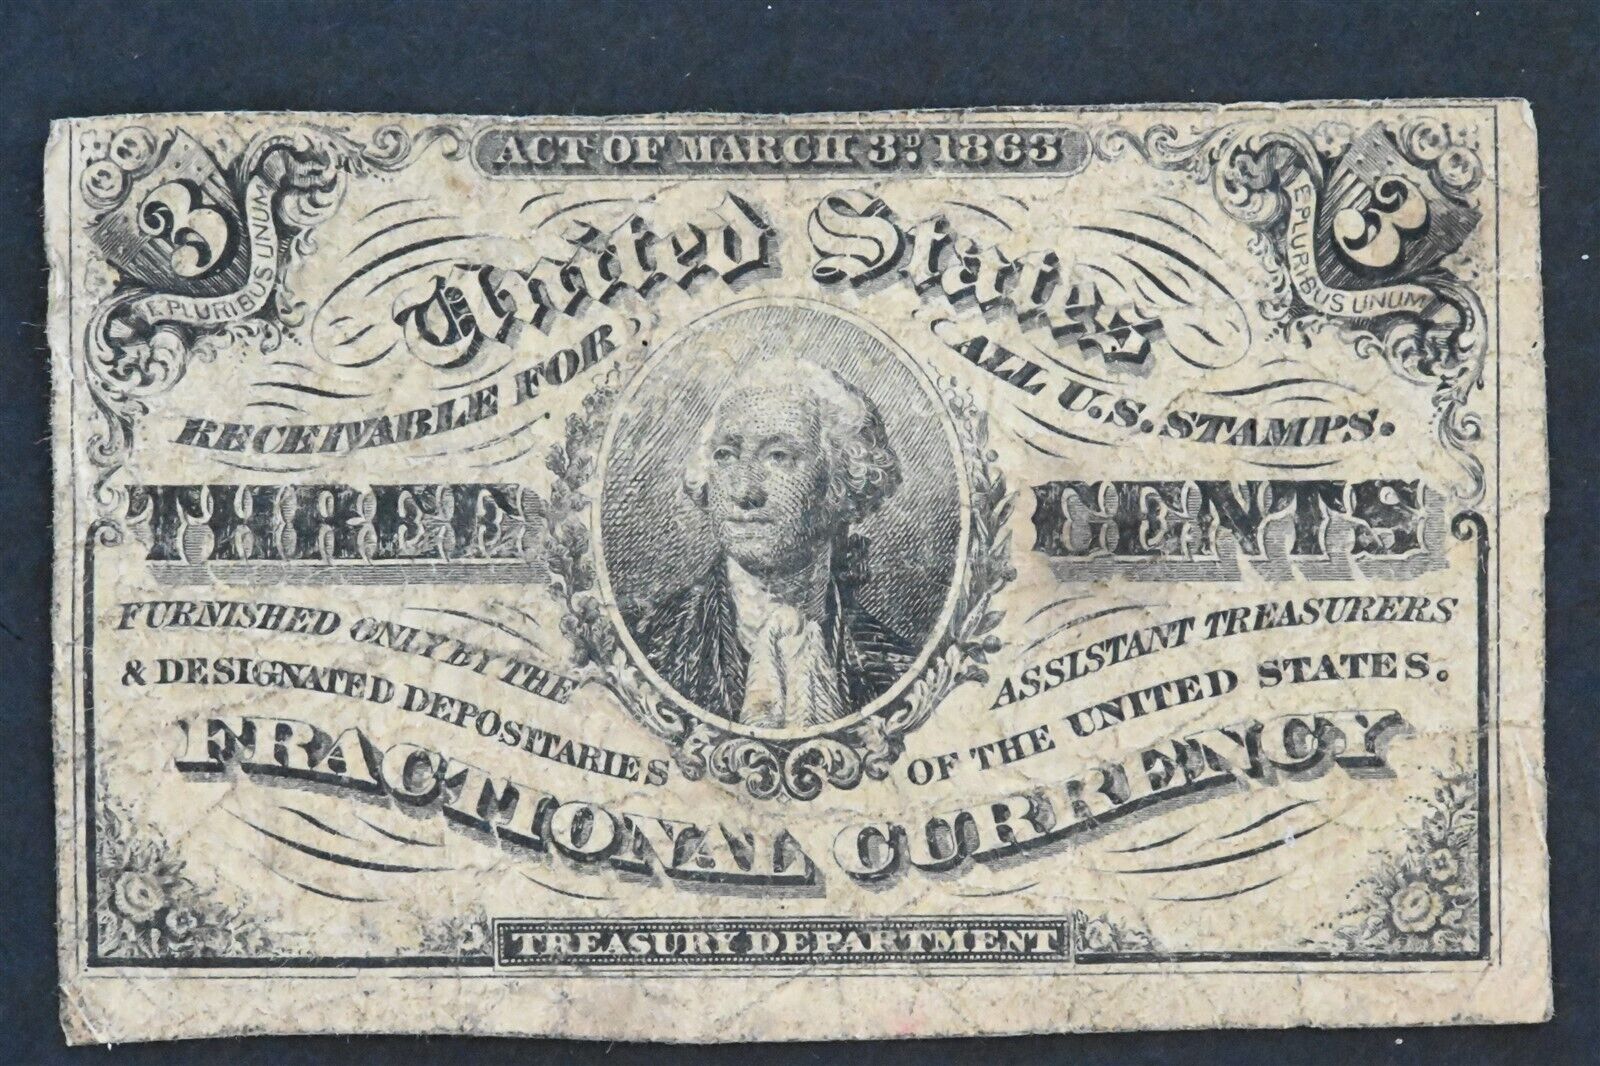 ACT OF MARCH 3D. 1863
3
3
E PLURIBUS UNUM
E PLURIBUS UNUM
United States
RECEIVABLE FOR ALL U.S. STAMPS.
THREE CENTS
FURNISHED ONLY BY THE ASSISTANT TREASURERS
& DESIGNATED DEPOSITARIES OF THE UNITED STATES.
FRACTIONAL CURRENCY
TREASURY DEPARTMENT